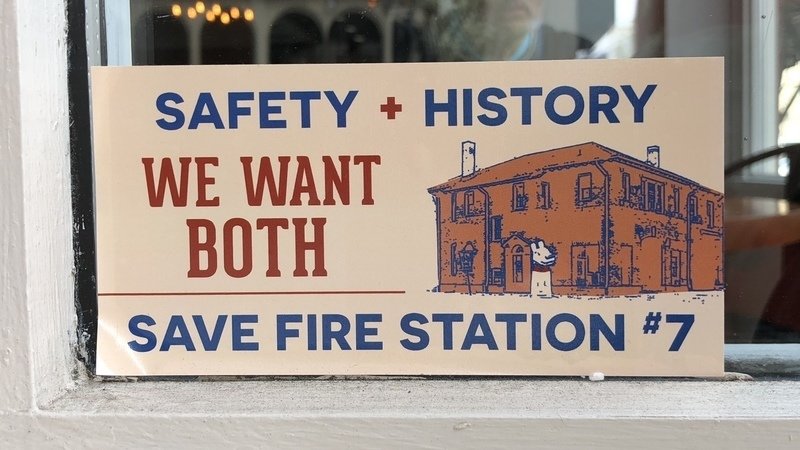 SAFETY + HISTORY
WE WANT
BOTH
SAVE FIRE STATION #7